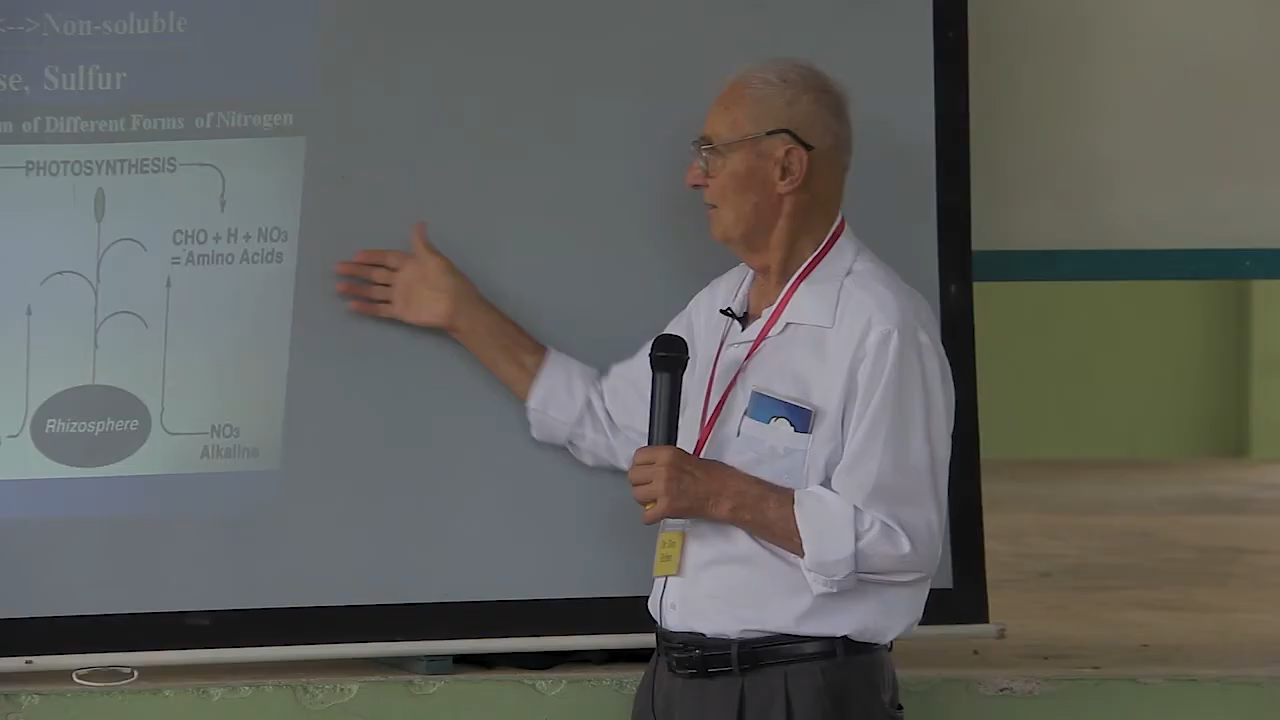 <-->Non-soluble
se, Sulfur
m of Different Forms of Nitrogen
PHOTOSYNTHESIS
CHO + H + NO3
= Amino Acids
Rhizosphere
NO3
Alkaline